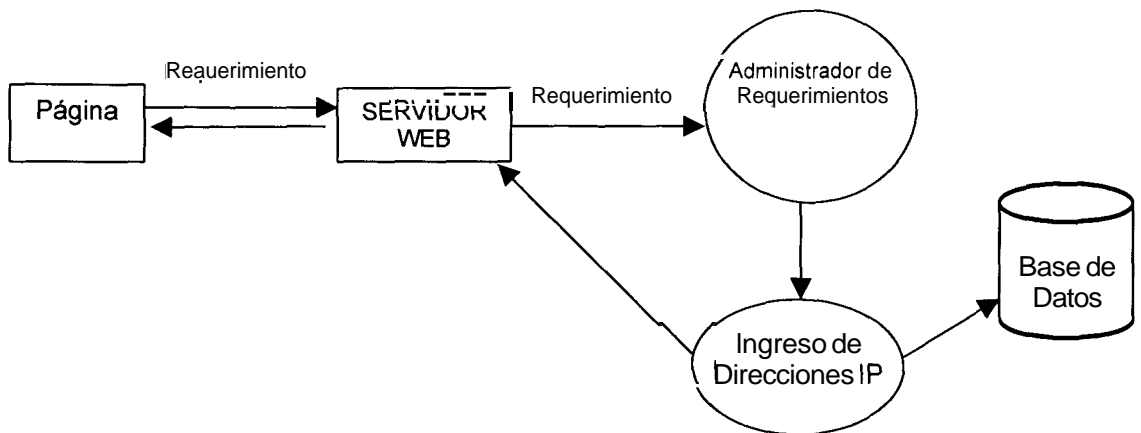 Requerimiento
Página
SERVIDOR
WEB
Requerimiento
Administrador de
Requerimientos
Base de
Datos
Ingreso de
Direcciones IP